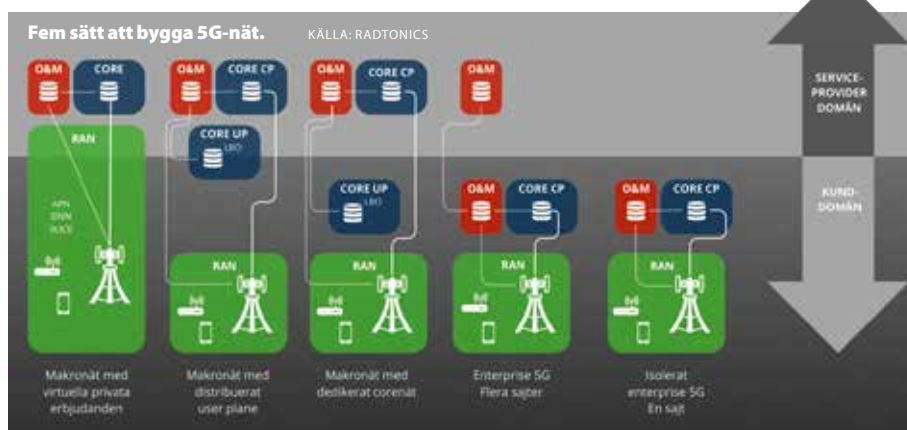 Fem sätt att bygga 5G-nät. KÄLLA: RADTONICS
O&M CORE
RAN
APN
DNN
SLICE
Makronät med
virtuella privata
erbjudanden
O&M CORE CP
CORE UP
LBO
RAN
Makronät med
distribuerat
user plane
O&M CORE CP
CORE UP
LBO
RAN
Makronät med
dedikerat corenät
O&M
O&M CORE CP
RAN
Enterprise 5G
Flera sajter
O&M CORE CP
RAN
Isolerat
enterprise 5G
En sajt
SERVICE-
PROVIDER
DOMÄN
KUND-
DOMÄN